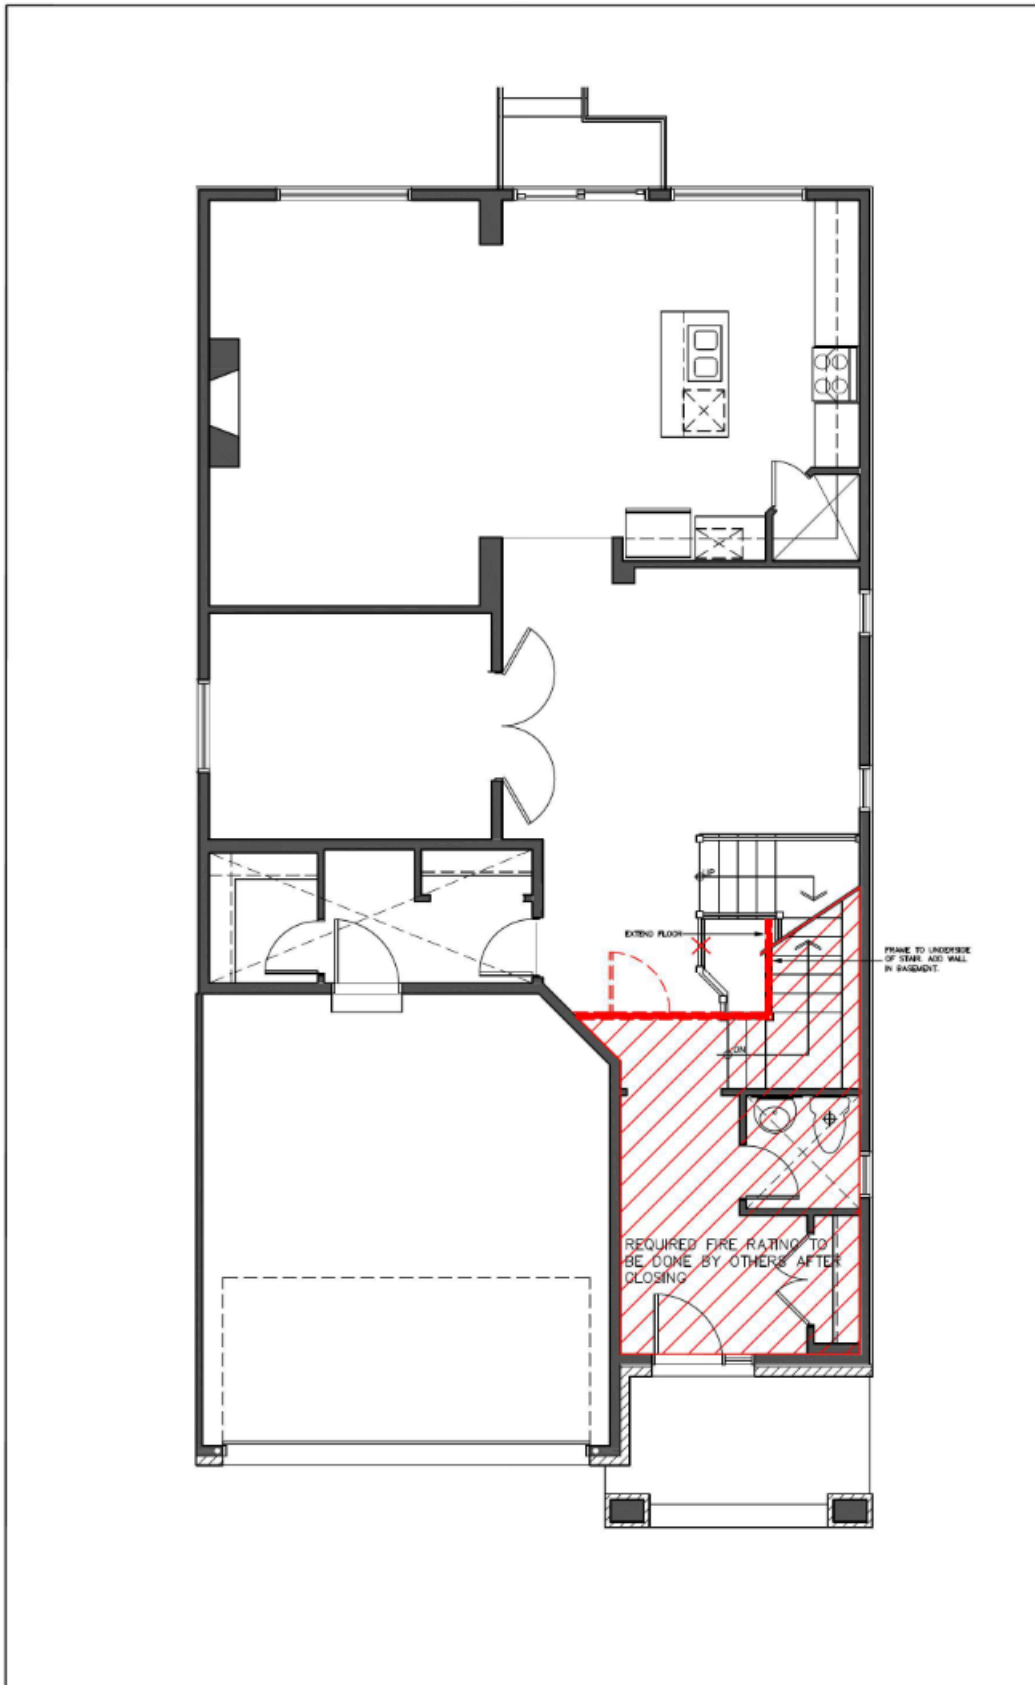 UP
EXTEND FLOOR
FRAME TO UNDERSIDE
OF STAIR. ADD WALL
IN BASEMENT.
DN
REQUIRED FIRE RATING TO
BE DONE BY OTHERS AFTER
CLOSING